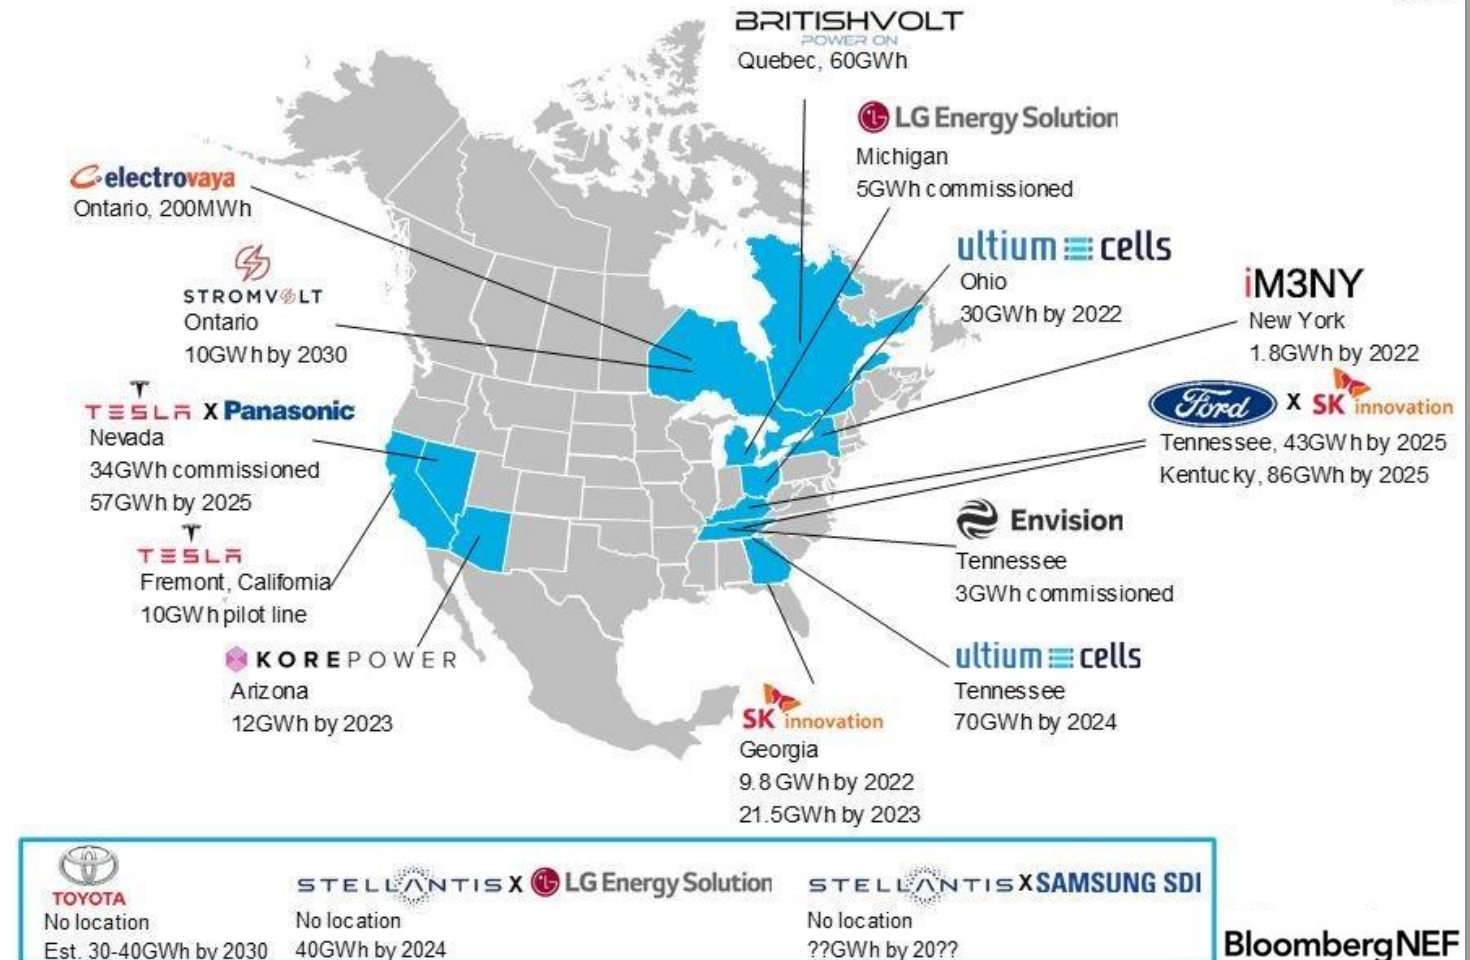 BRITISHVOLT
POWER ON
Quebec, 60GWh
LG Energy Solution
Michigan
5GWh commissioned
electrovaya
Ontario, 200MWh
ultium cells
Ohio
30GWh by 2022
STROMVOLT
Ontario
10GWh by 2030
iM3NY
New York
1.8GWh by 2022
TESLA X Panasonic
Nevada
34GWh commissioned
57GWh by 2025
Ford X SK innovation
Tennessee, 43GWh by 2025
Kentucky, 86GWh by 2025
TESLA
Fremont, California
10GWh pilot line
Envision
Tennessee
3GWh commissioned
KOREPOWER
Arizona
12GWh by 2023
ultium cells
Tennessee
70GWh by 2024
SK innovation
Georgia
9.8 GWh by 2022
21.5GWh by 2023
TOYOTA
No location
Est. 30-40GWh by 2030
STELLANTIS X LG Energy Solution
No location
40GWh by 2024
STELLANTIS X SAMSUNG SDI
No location
??GWh by 20??
BloombergNEF